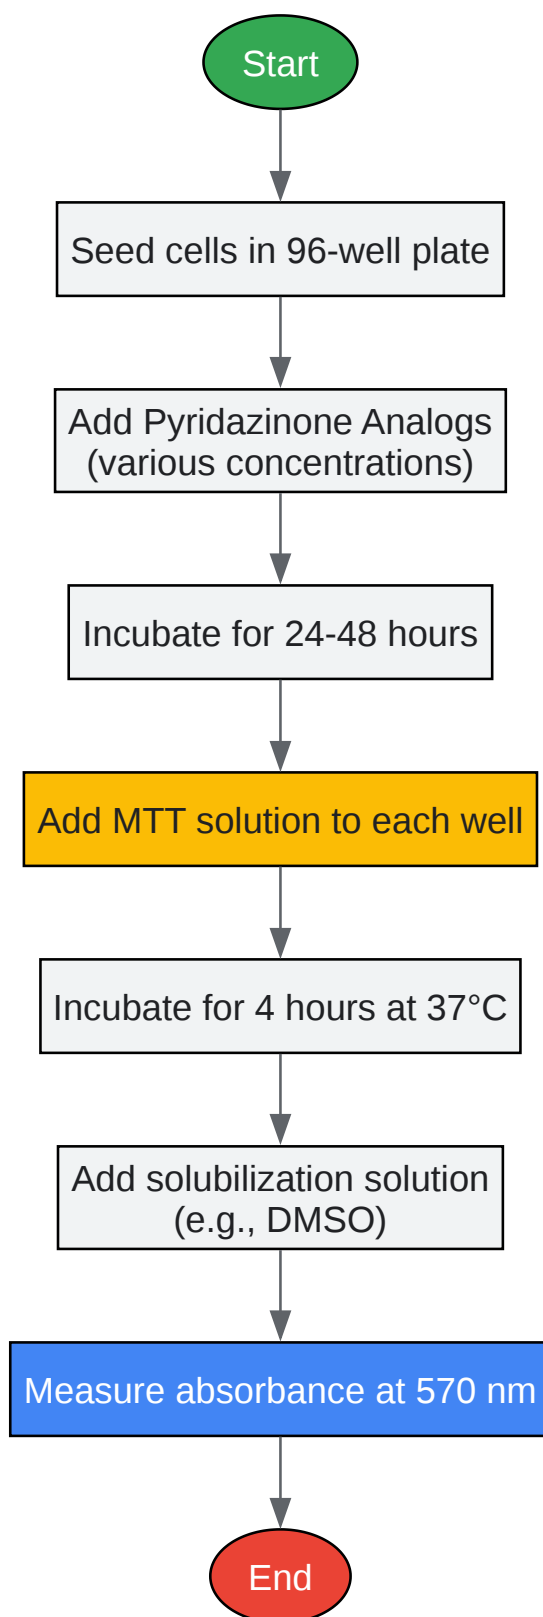 Start
Seed cells in 96-well plate
Add Pyridazinone Analogs
(various concentrations)
Incubate for 24-48 hours
Add MTT solution to each well
Incubate for 4 hours at 37°C
Add solubilization solution
(e.g., DMSO)
Measure absorbance at 570 nm
End